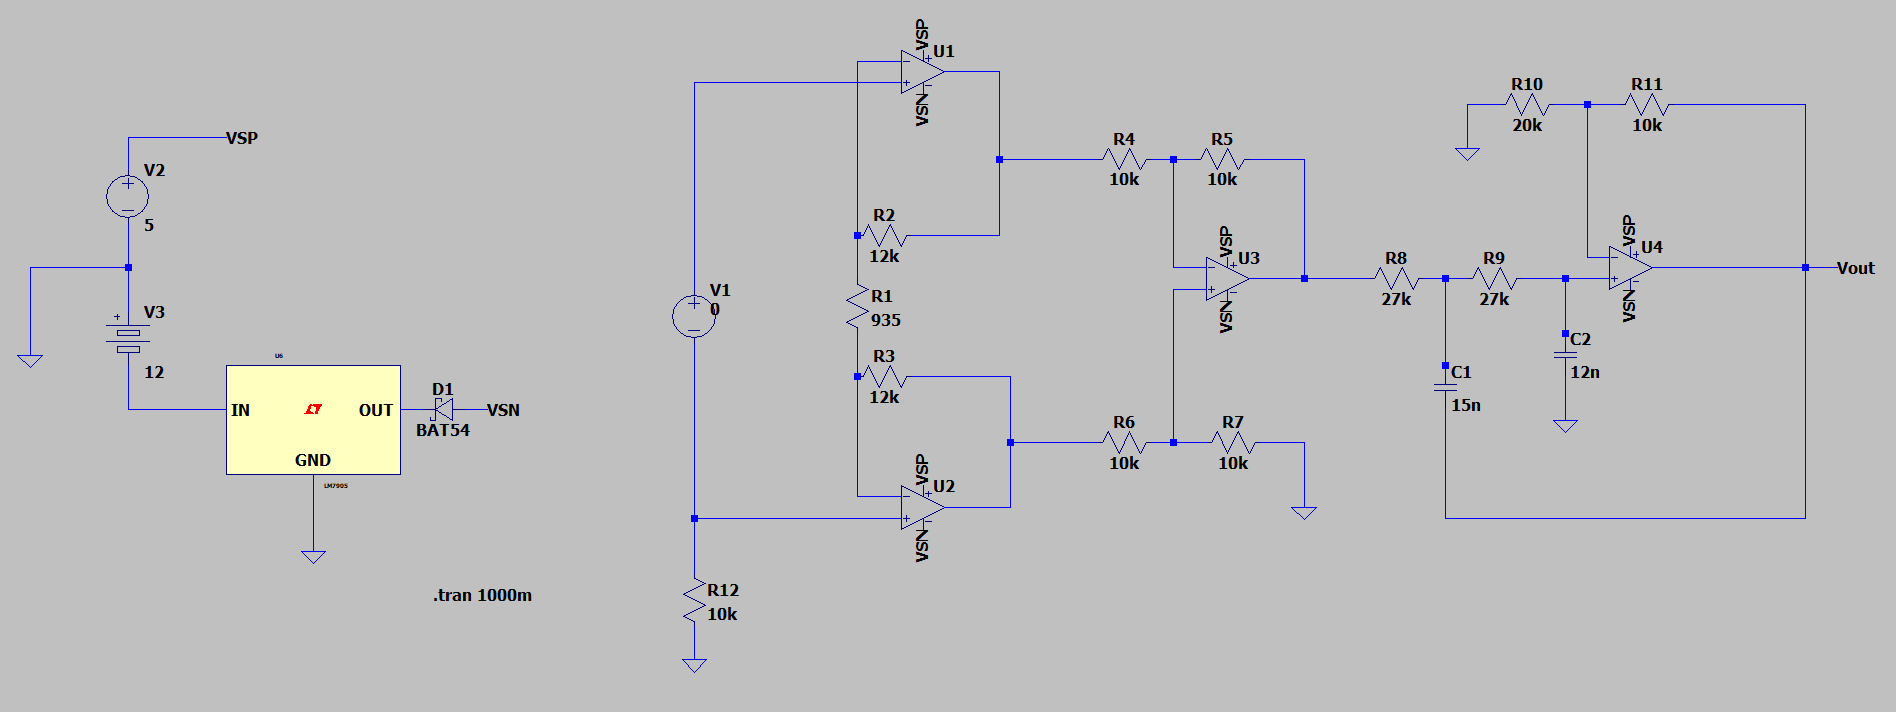 VSP
V2
5
V3
12
U6
IN
OUT
GND
LM7905
D1
BAT54
VSN
.tran 1000m
V1
0
R12
10k
VSP
U1
VSN
R2
12k
R1
935
R3
12k
VSP
U2
VSN
R4
10k
R5
10k
VSP
U3
VSN
R6
10k
R7
10k
R8
27k
R9
27k
C1
15n
C2
12n
R10
20k
R11
10k
VSP
U4
VSN
Vout